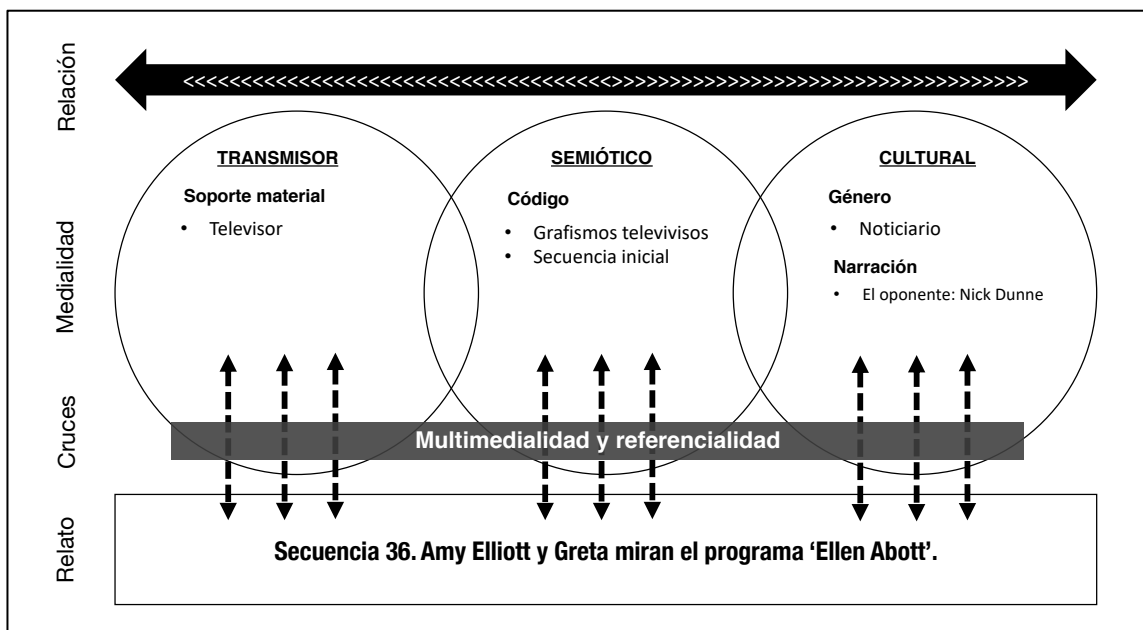 Relación
<<<<<<<<<<<<<<<<<<<<<<<<<<<<<<<>>>>>>>>>>>>>>>>>>>>>>>>>>>>>
Medialidad
TRANSMISOR
Soporte material
• Televisor
SEMIÓTICO
Código
• Grafismos televivisos
• Secuencia inicial
CULTURAL
Género
• Noticiario
Narración
• El oponente: Nick Dunne
Cruces
Multimedialidad y referencialidad
Relato
Secuencia 36. Amy Elliott y Greta miran el programa ‘Ellen Abott’.